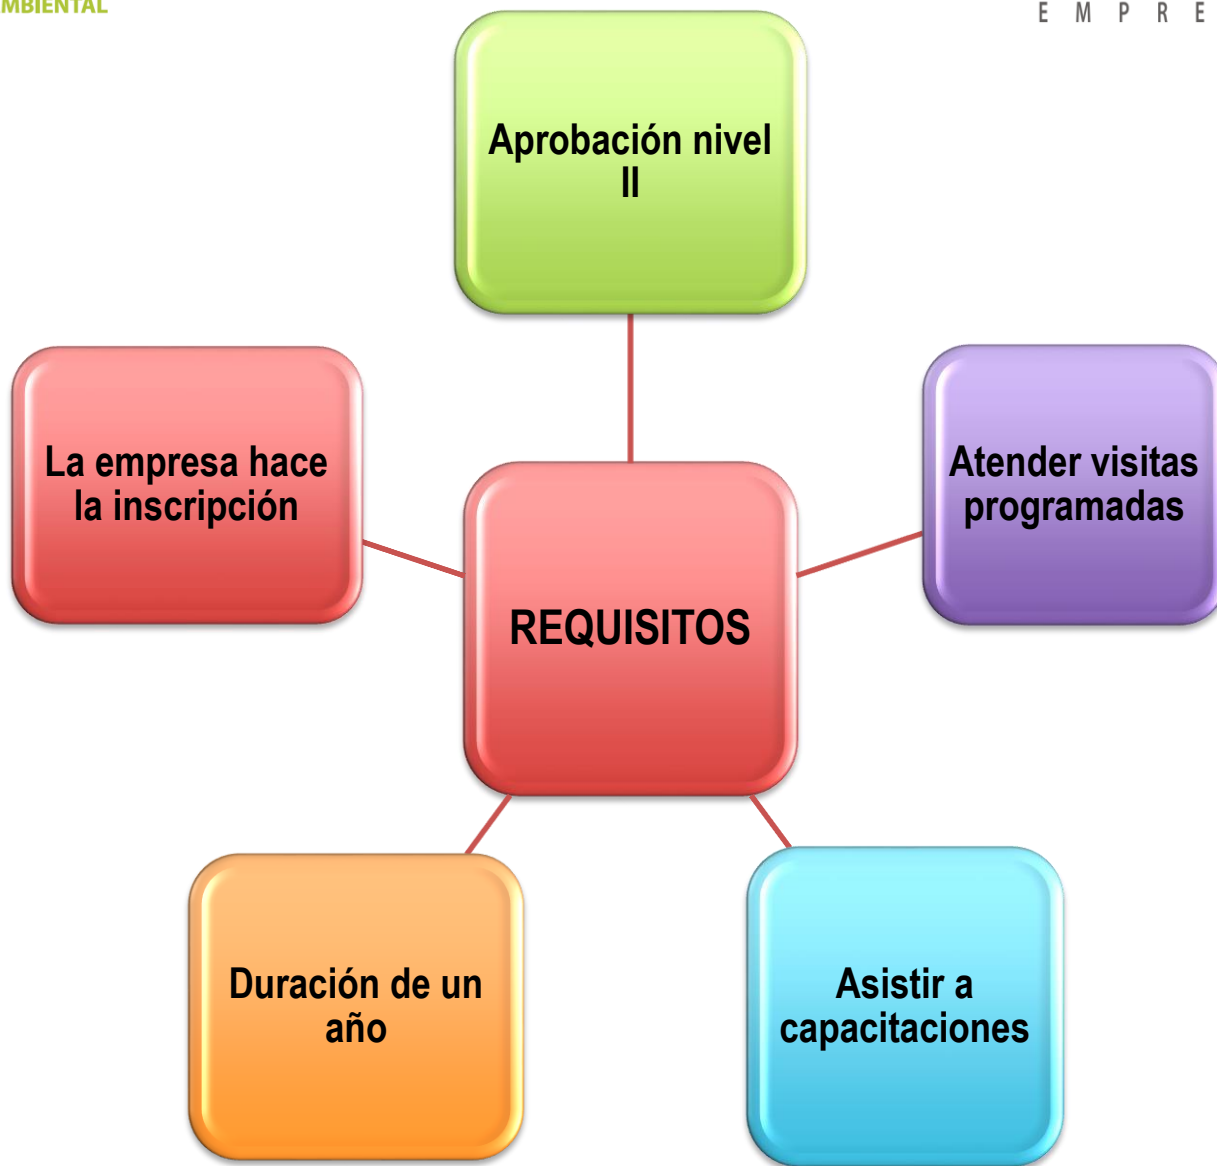 MBIENTAL
E M P R E
Aprobación nivel
II
La empresa hace
la inscripción
Atender visitas
programadas
REQUISITOS
Duración de un
año
Asistir a
capacitaciones